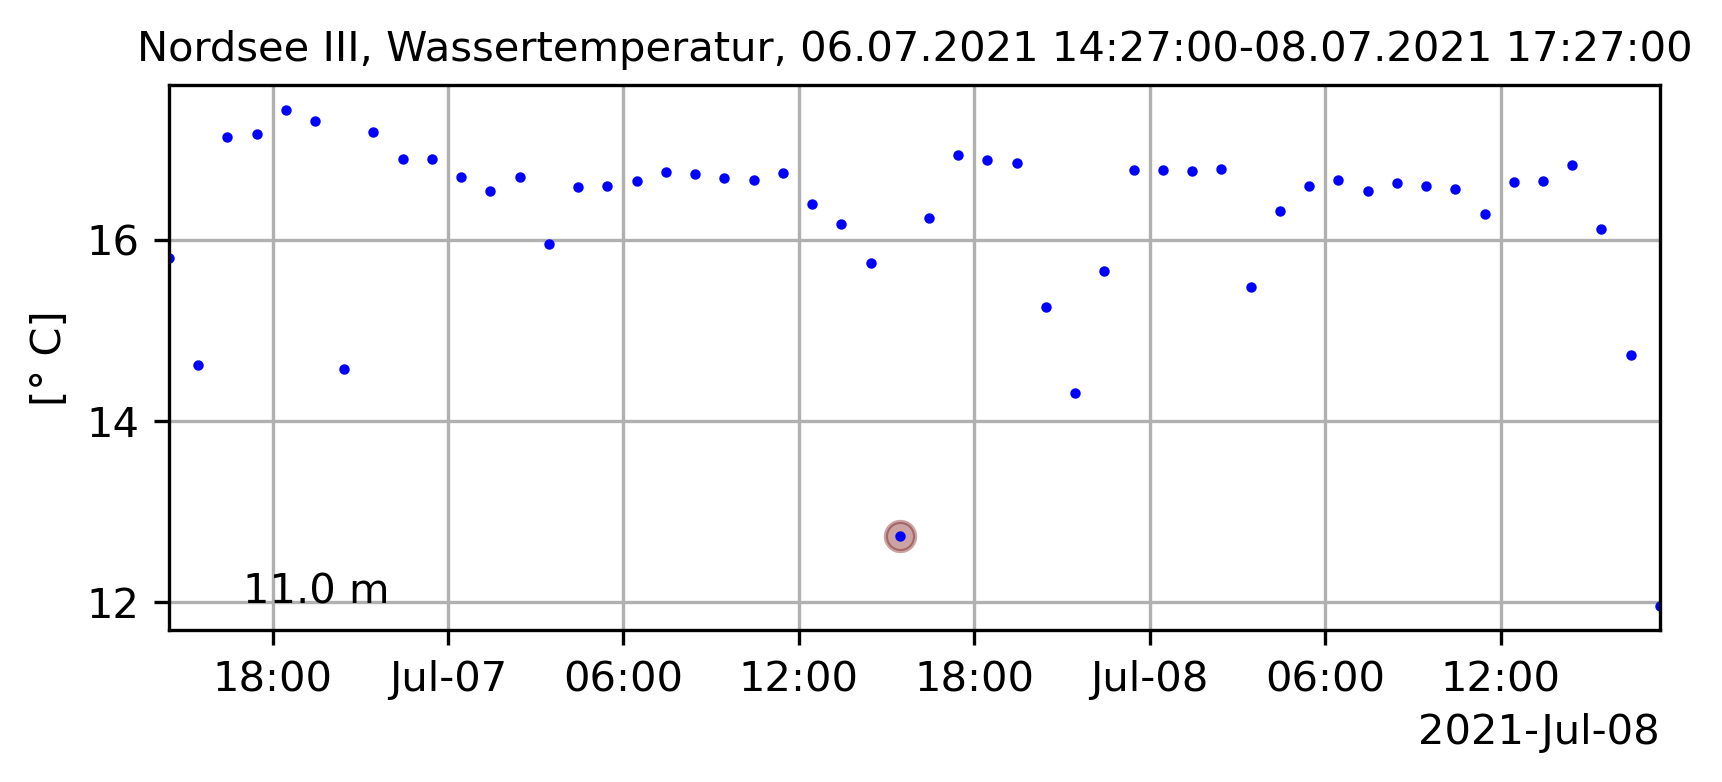 Nordsee III, Wassertemperatur, 06.07.2021 14:27:00-08.07.2021 17:27:00
[° C]
16
14
12
11.0 m
18:00 Jul-07 06:00 12:00 18:00 Jul-08 06:00 12:00
2021-Jul-08